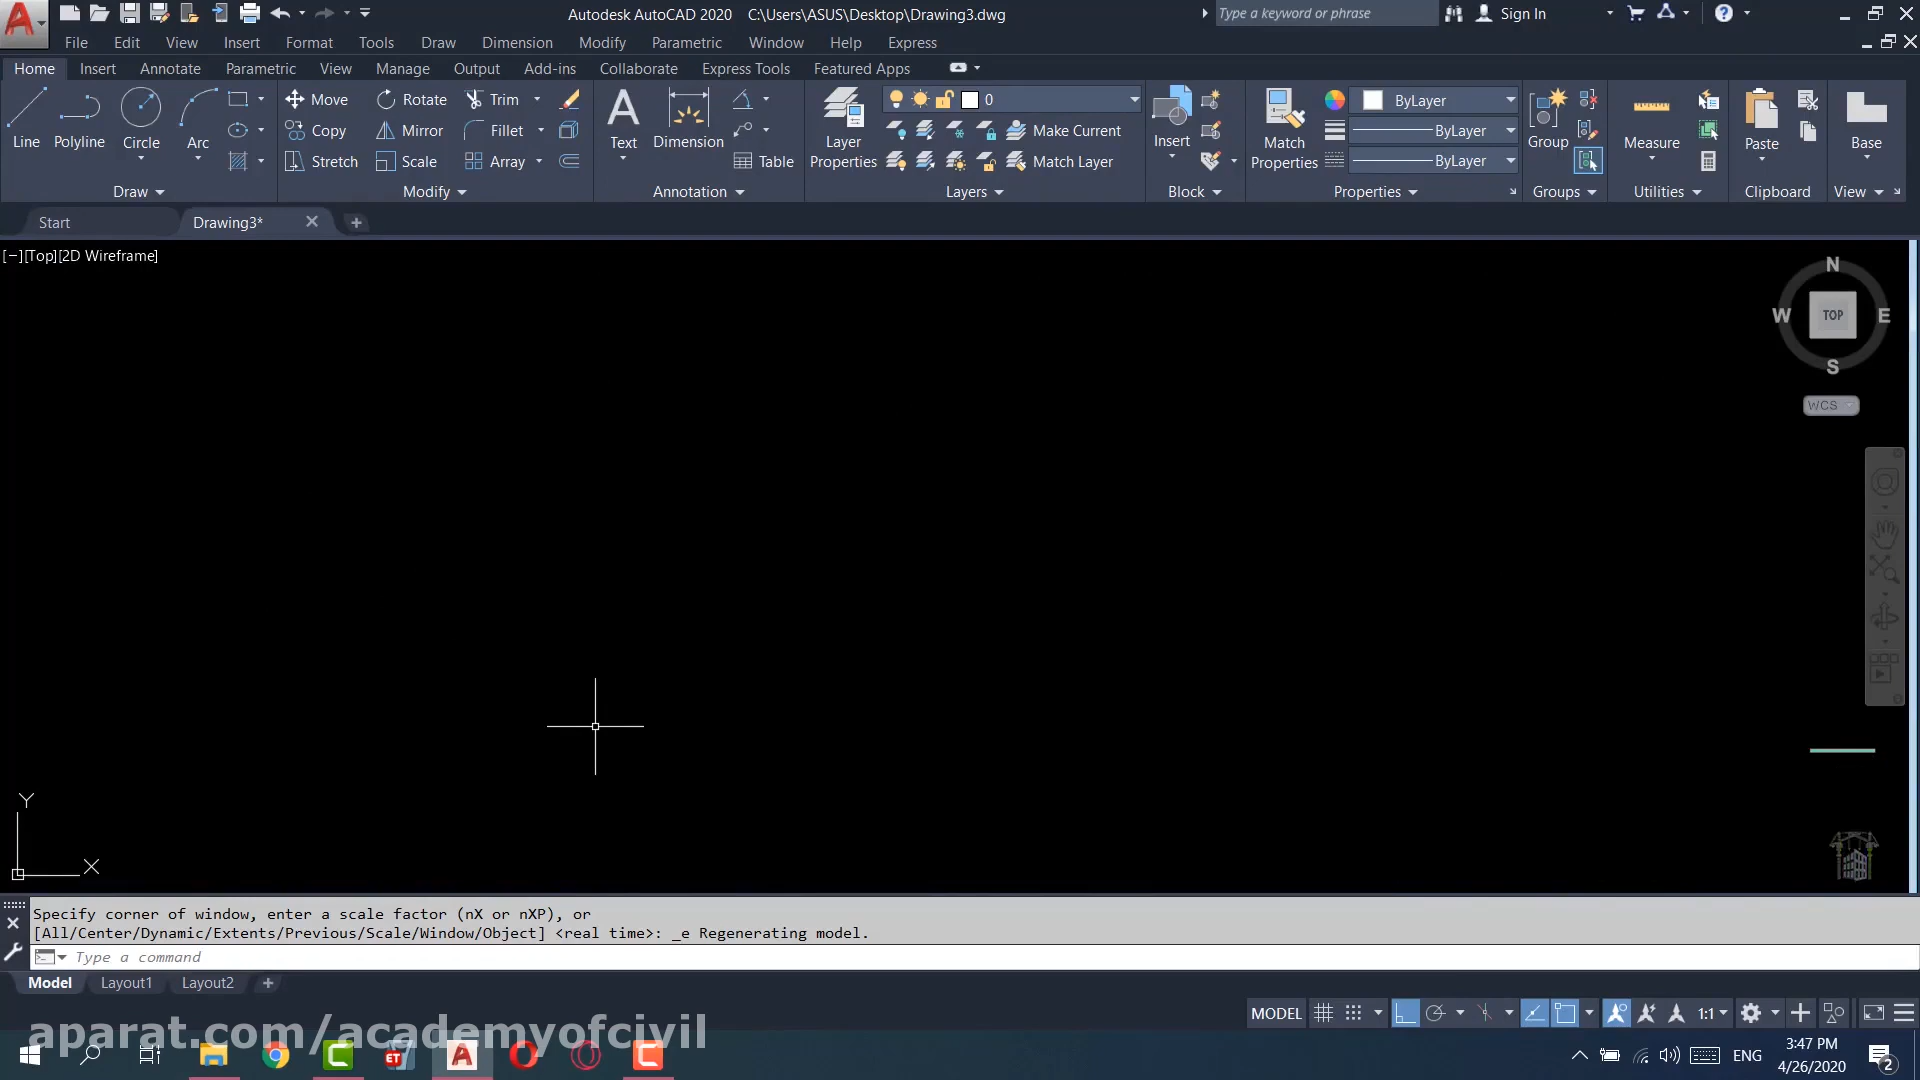 Autodesk AutoCAD 2020 C:\Users\ASUS\Desktop\Drawing3.dwg
Type a keyword or phrase
Sign In
File Edit View Insert Format Tools Draw Dimension Modify Parametric Window Help Express
Home Insert Annotate Parametric View Manage Output Add-ins Collaborate Express Tools Featured Apps
Line Polyline Circle Arc
Move Rotate Trim
Copy Mirror Fillet
Stretch Scale Array
Text Dimension Table
Layer Properties
0
Make Current
Match Layer
Insert
Match Properties
ByLayer
ByLayer
ByLayer
Group Measure Paste Base
Draw Modify Annotation Layers Block Properties Groups Utilities Clipboard View
Start Drawing3*
[−][Top][2D Wireframe]
N
W TOP E
S
WCS
Y
X
Specify corner of window, enter a scale factor (nX or nXP), or
[All/Center/Dynamic/Extents/Previous/Scale/Window/Object] <real time>: _e Regenerating model.
Type a command
Model Layout1 Layout2
MODEL 1:1
aparat.com/academyofcivil
ET
ENG
3:47 PM
4/26/2020
2